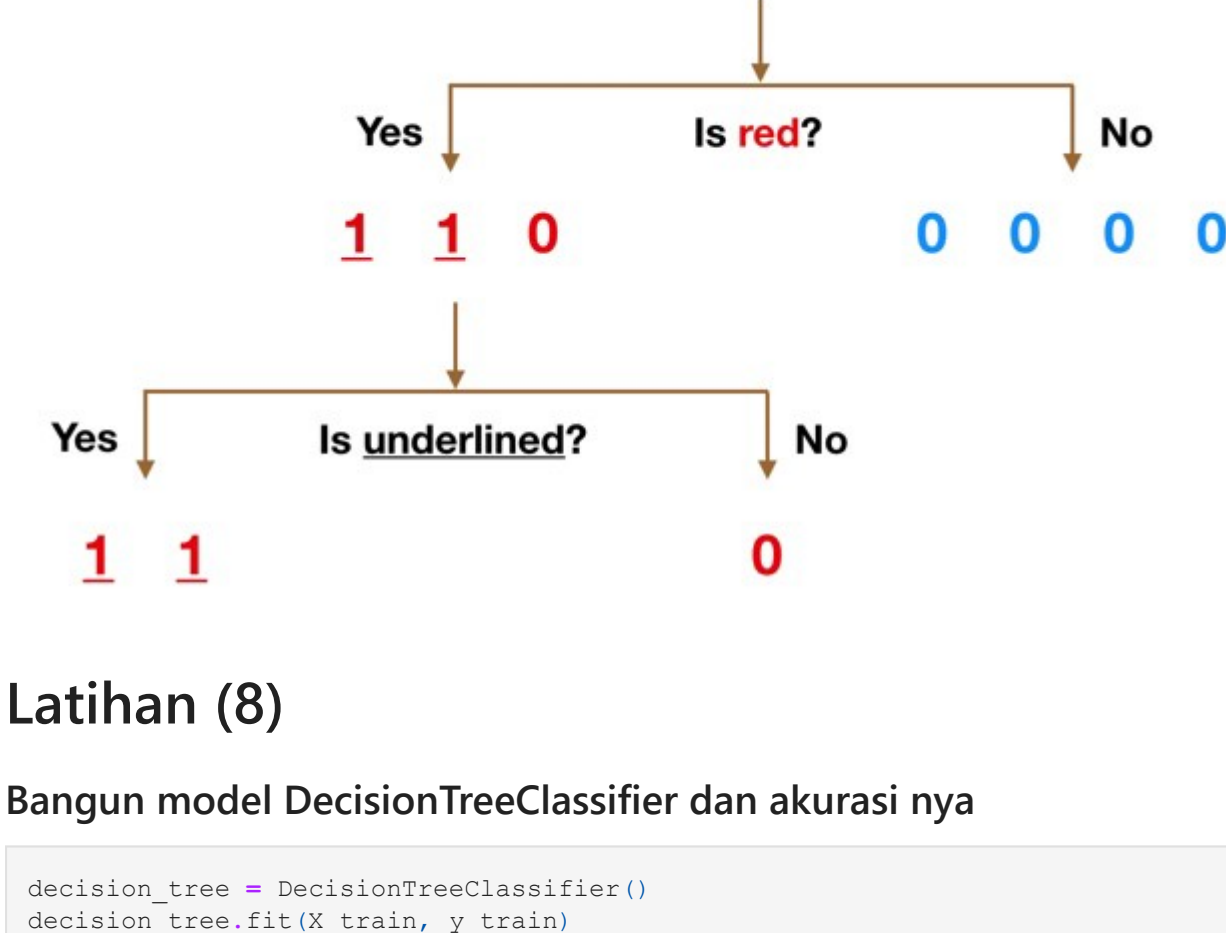 Yes Is red? No
1 1 0 0 0 0 0
Yes Is underlined? No
1 1 0
Latihan (8)
Bangun model DecisionTreeClassifier dan akurasi nya
decision_tree = DecisionTreeClassifier()
decision_tree.fit(X_train, y_train)